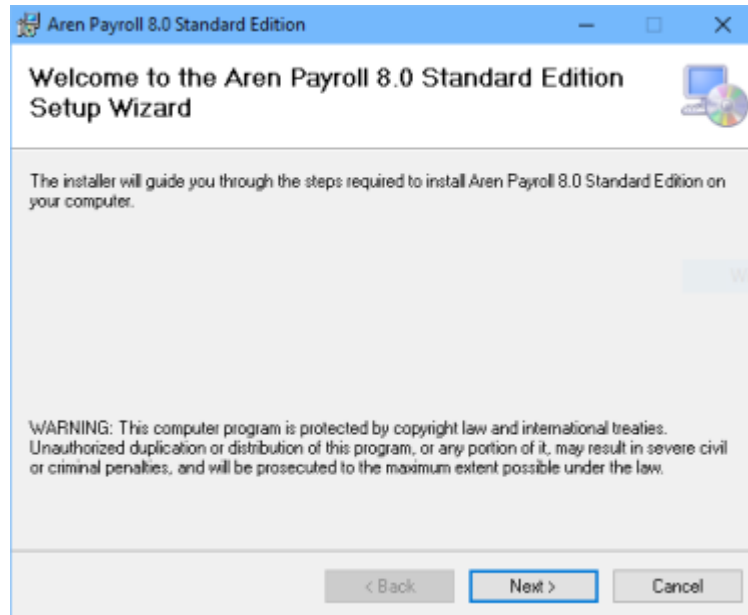 Aren Payroll 8.0 Standard Edition
Welcome to the Aren Payroll 8.0 Standard Edition
Setup Wizard
The installer will guide you through the steps required to install Aren Payroll 8.0 Standard Edition on
your computer.
WARNING: This computer program is protected by copyright law and international treaties.
Unauthorized duplication or distribution of this program, or any portion of it, may result in severe civil
or criminal penalties, and will be prosecuted to the maximum extent possible under the law.
< Back
Next >
Cancel